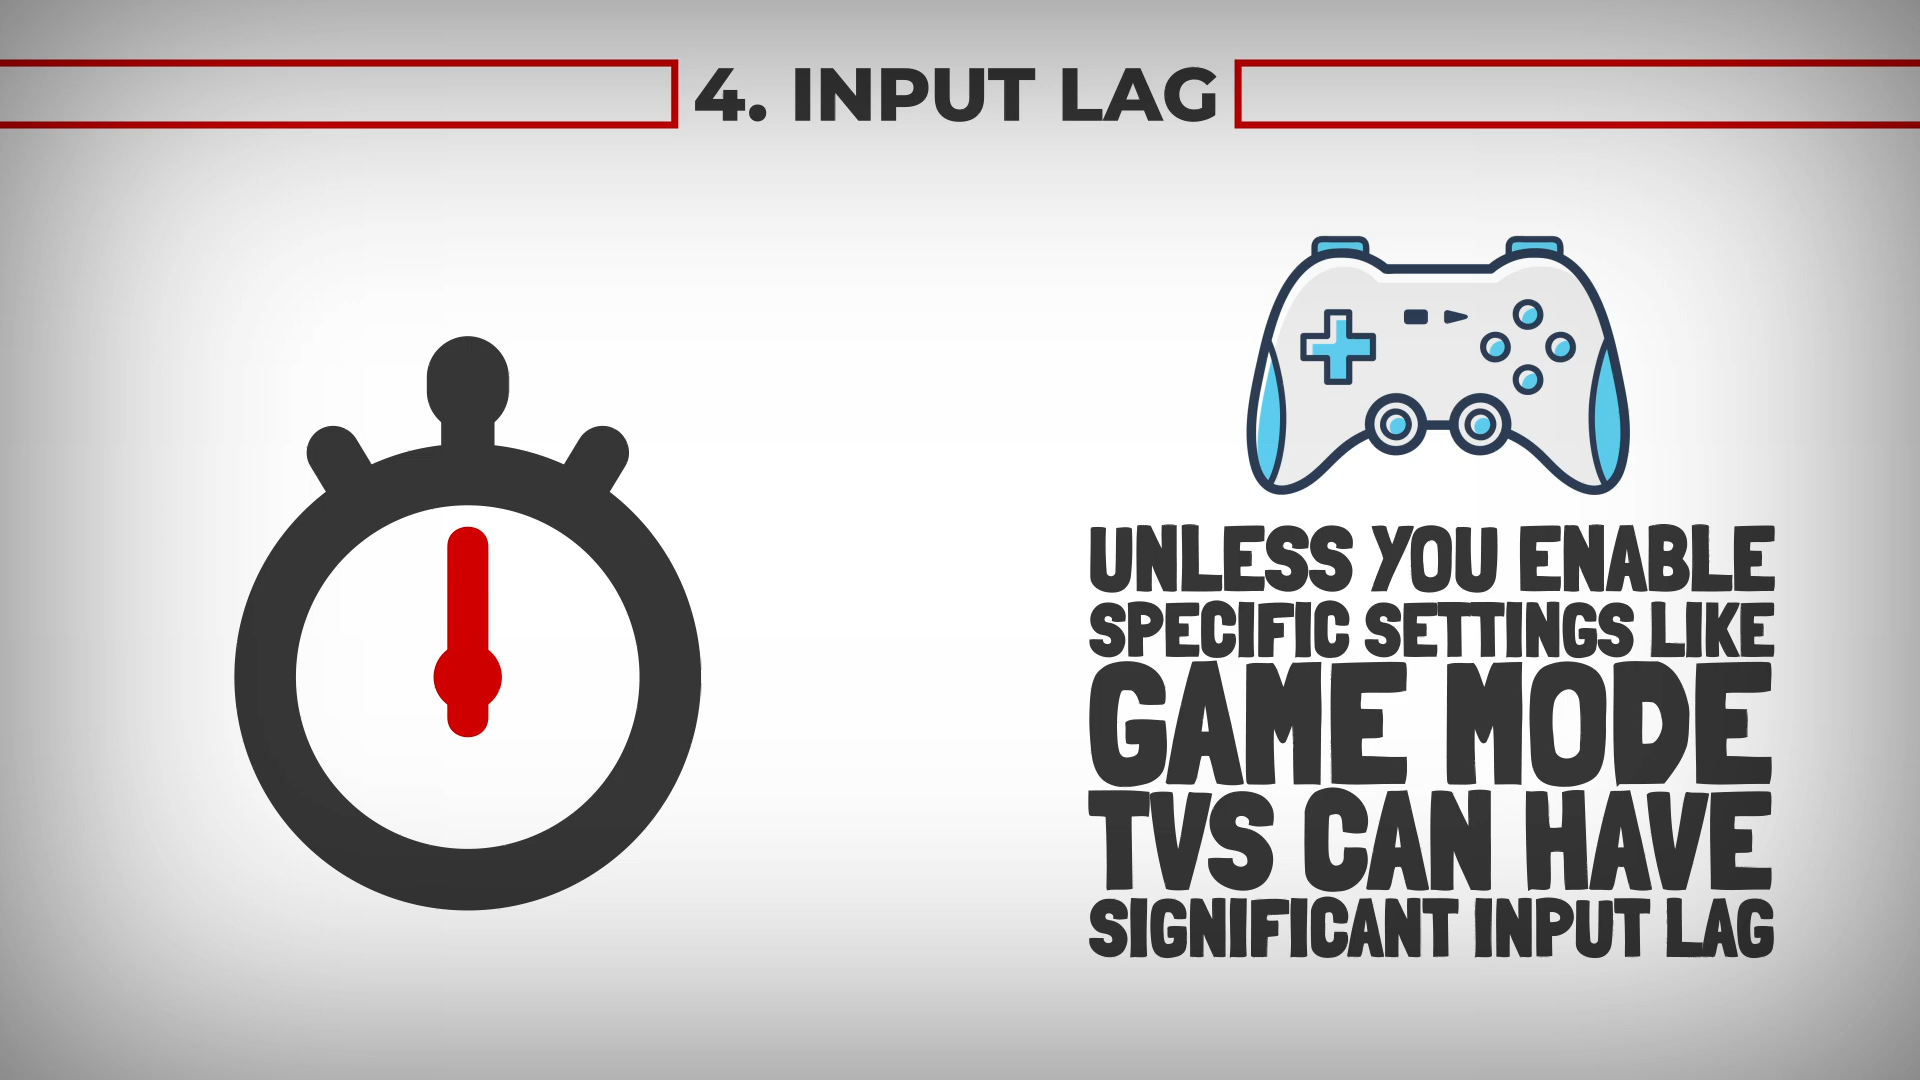 4. INPUT LAG
UNLESS YOU ENABLE
SPECIFIC SETTINGS LIKE
GAME MODE
TVS CAN HAVE
SIGNIFICANT INPUT LAG